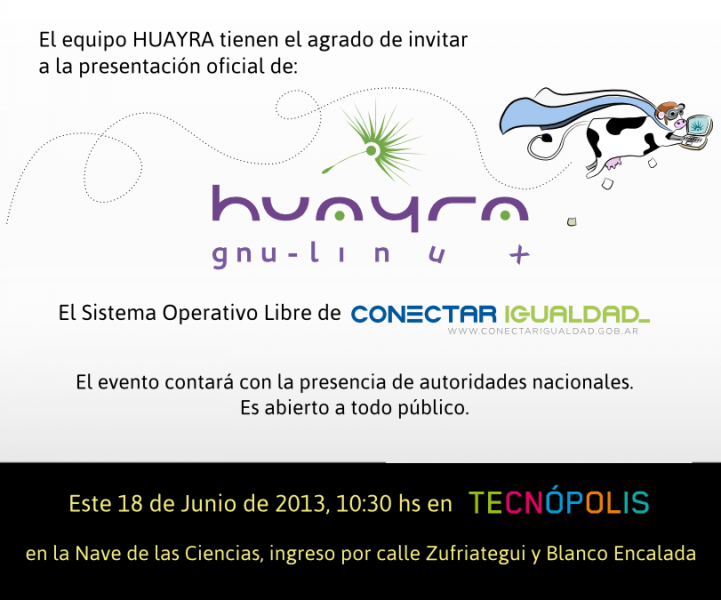 El equipo HUAYRA tienen el agrado de invitar
a la presentación oficial de:
huayra
gnu-linux
El Sistema Operativo Libre de CONECTAR IGUALDAD_
WWW.CONECTARIGUALDAD.GOB.AR
El evento contará con la presencia de autoridades nacionales.
Es abierto a todo público.
Este 18 de Junio de 2013, 10:30 hs en TECNÓPOLIS
en la Nave de las Ciencias, ingreso por calle Zufriategui y Blanco Encalada